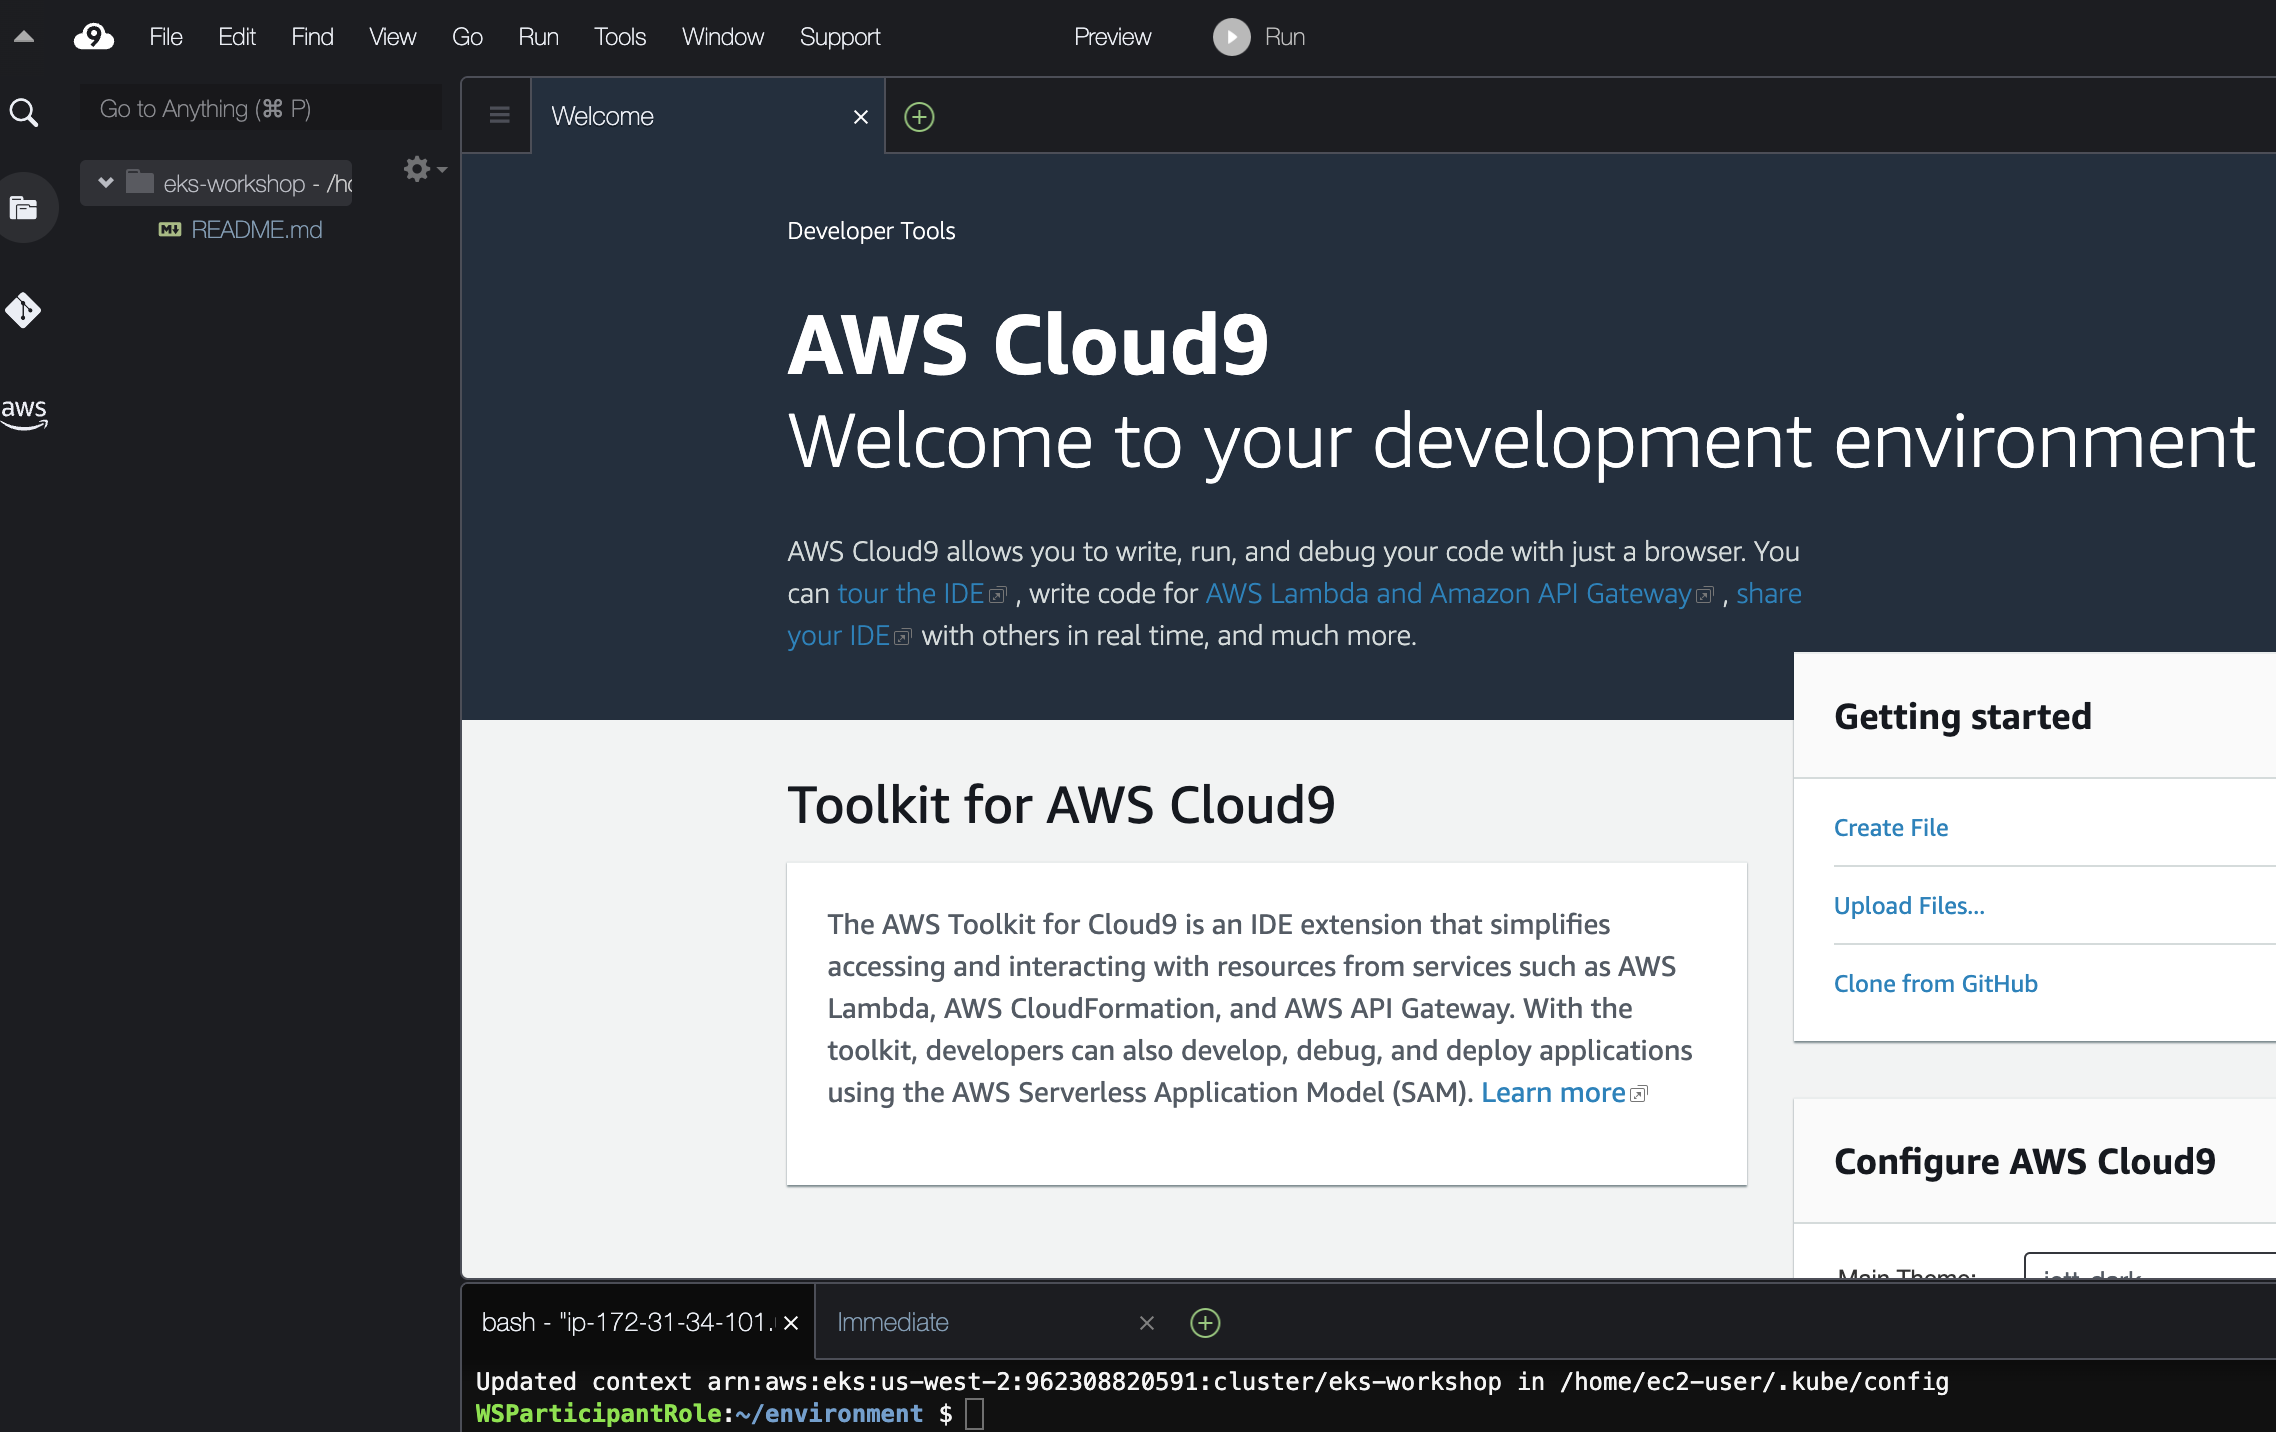 9 File Edit Find View Go Run Tools Window Support Preview Run
Go to Anything (⌘ P)
Welcome
eks-workshop - /ho
M↓ README.md
aws
Developer Tools
AWS Cloud9
Welcome to your development environment
AWS Cloud9 allows you to write, run, and debug your code with just a browser. You
can tour the IDE , write code for AWS Lambda and Amazon API Gateway , share
your IDE with others in real time, and much more.
Toolkit for AWS Cloud9
The AWS Toolkit for Cloud9 is an IDE extension that simplifies
accessing and interacting with resources from services such as AWS
Lambda, AWS CloudFormation, and AWS API Gateway. With the
toolkit, developers can also develop, debug, and deploy applications
using the AWS Serverless Application Model (SAM). Learn more
Getting started
Create File
Upload Files...
Clone from GitHub
Configure AWS Cloud9
Main Theme: jett-dark
bash - "ip-172-31-34-101. Immediate
Updated context arn:aws:eks:us-west-2:962308820591:cluster/eks-workshop in /home/ec2-user/.kube/config
WSParticipantRole:~/environment $